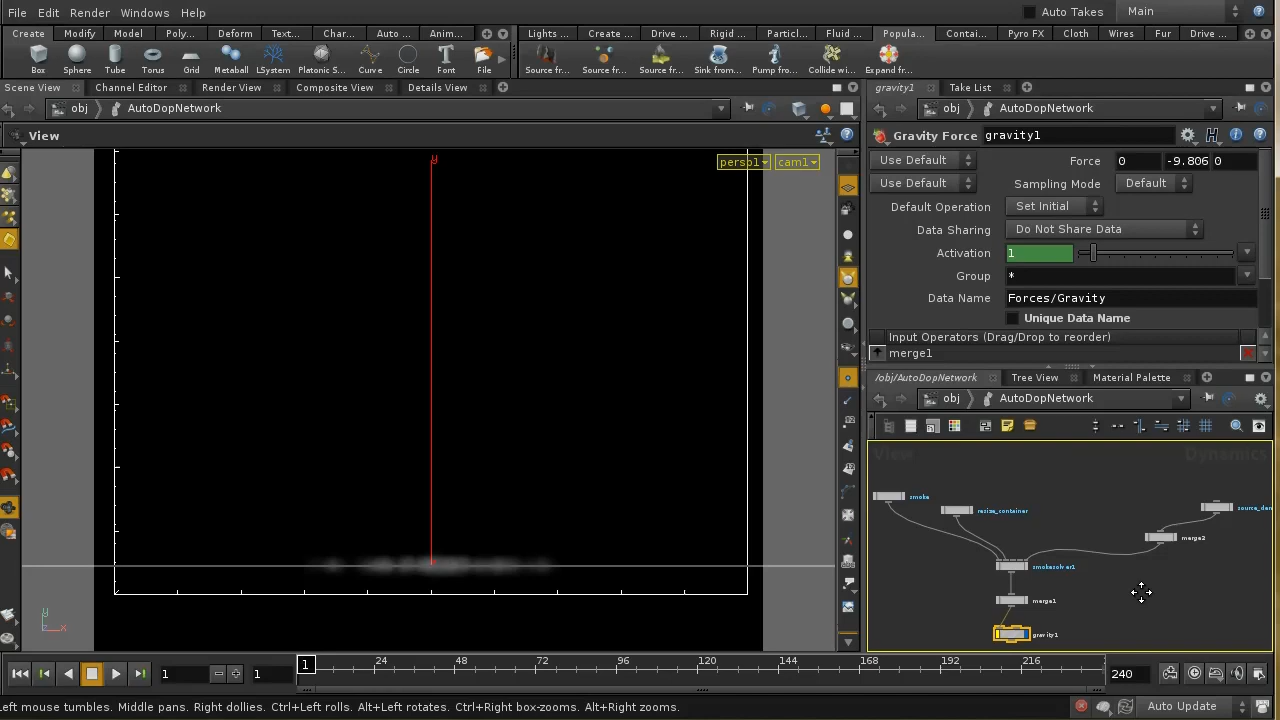 File Edit Render Windows Help Auto Takes Main
Create Modify Model Poly... Deform Text... Char... Auto ... Anim... Lights ... Create ... Drive ... Rigid ... Particl... Fluid ... Popula... Contai... Pyro FX Cloth Wires Fur Drive ...
Box Sphere Tube Torus Grid Metaball LSystem Platonic S... Curve Circle Font File Source fr... Source fr... Source fr... Sink from... Pump fro... Collide wi... Expand fr...
Scene View Channel Editor Render View Composite View Details View
obj AutoDopNetwork
View
persp1 cam1
y
y
x
gravity1 Take List
obj AutoDopNetwork
Gravity Force gravity1
Use Default Force 0 -9.806 0
Use Default Sampling Mode Default
Default Operation Set Initial
Data Sharing Do Not Share Data
Activation 1
Group *
Data Name Forces/Gravity
Unique Data Name
Input Operators (Drag/Drop to reorder)
merge1
/obj/AutoDopNetwork Tree View Material Palette
obj AutoDopNetwork
View Dynamics
smoke
resize_container
source_den
merge2
smokesolver1
merge1
gravity1
1 1 1 24 48 72 96 120 144 168 192 216 240
Left mouse tumbles. Middle pans. Right dollies. Ctrl+Left rolls. Alt+Left rotates. Ctrl+Right box-zooms. Alt+Right zooms. Auto Update